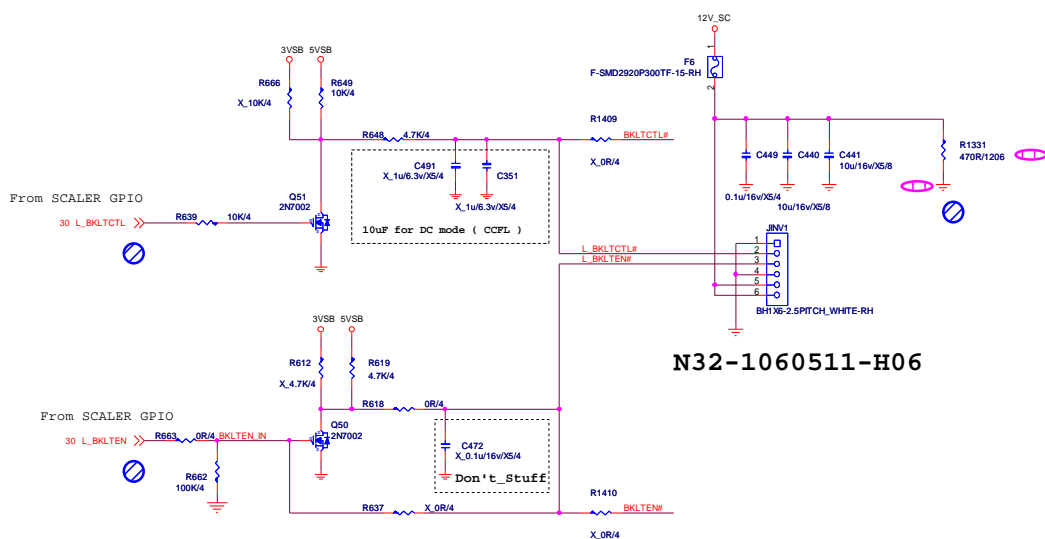 12V_SC
1
F6
F-SMD2920P300TF-15-RH
2
3VSB 5VSB
R666
X_10K/4
R649
10K/4
R648 4.7K/4
R1409
BKLTCTL#
X_0R/4
C491
X_1u/6.3v/X5/4
C351
X_1u/6.3v/X5/4
10uF for DC mode ( CCFL )
C449
C440
C441
10u/16v/X5/8
0.1u/16v/X5/4
10u/16v/X5/8
R1331
470R/1206
From SCALER GPIO
30 L_BKLTCTL
R639 10K/4
Q51
2N7002
JINV1
L_BKLTCTL#
L_BKLTEN#
1
2
3
4
5
6
BH1X6-2.5PITCH_WHITE-RH
N32-1060511-H06
3VSB 5VSB
R612
X_4.7K/4
R619
4.7K/4
R618 0R/4
From SCALER GPIO
30 L_BKLTEN
R663 0R/4 BKLTEN_IN
Q50
2N7002
C472
X_0.1u/16v/X5/4
Don't_Stuff
R662
100K/4
R637 X_0R/4
R1410
BKLTEN#
X_0R/4